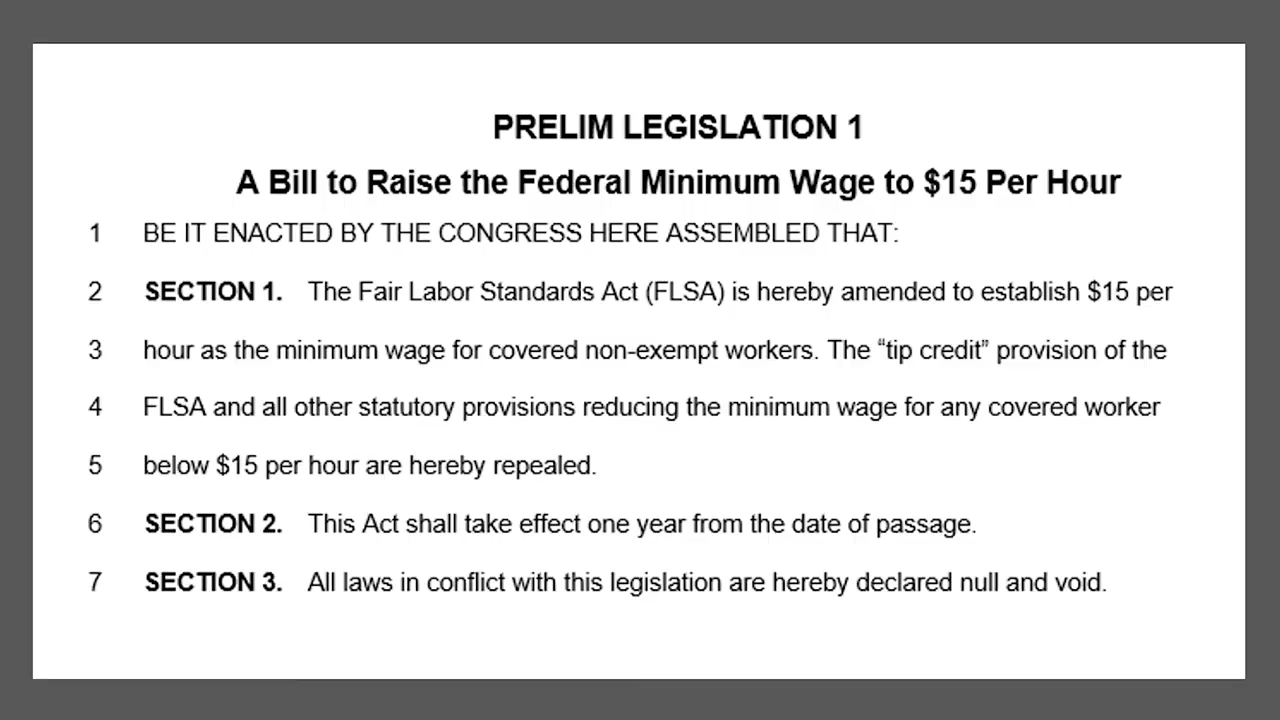 PRELIM LEGISLATION 1
A Bill to Raise the Federal Minimum Wage to $15 Per Hour
1 BE IT ENACTED BY THE CONGRESS HERE ASSEMBLED THAT:
2 SECTION 1. The Fair Labor Standards Act (FLSA) is hereby amended to establish $15 per
3 hour as the minimum wage for covered non-exempt workers. The “tip credit” provision of the
4 FLSA and all other statutory provisions reducing the minimum wage for any covered worker
5 below $15 per hour are hereby repealed.
6 SECTION 2. This Act shall take effect one year from the date of passage.
7 SECTION 3. All laws in conflict with this legislation are hereby declared null and void.